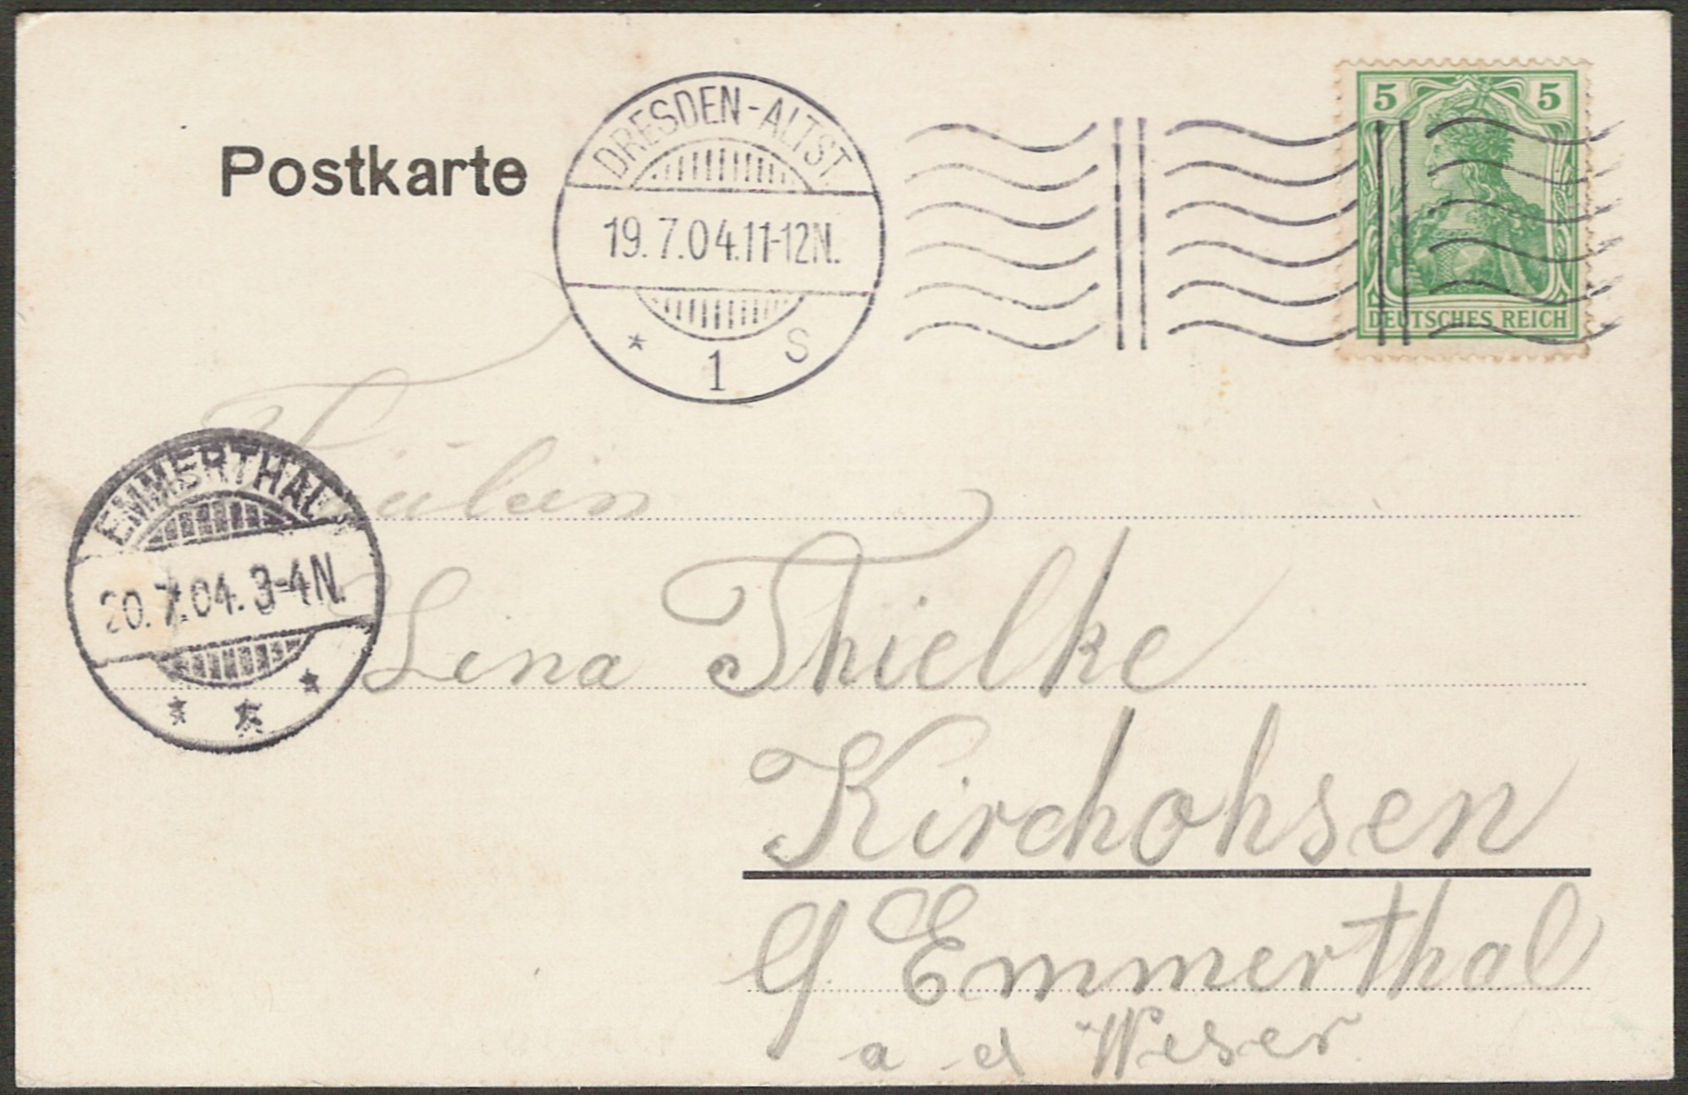 Postkarte
DRESDEN-ALTST.
19.7.04.11-12N.
* 1 S
5 5
DEUTSCHES REICH
EMMERTHAL
20.7.04.3-4N.
* * *
Lena Thielke
Kirchohsen
Emmerthal
a d Weser